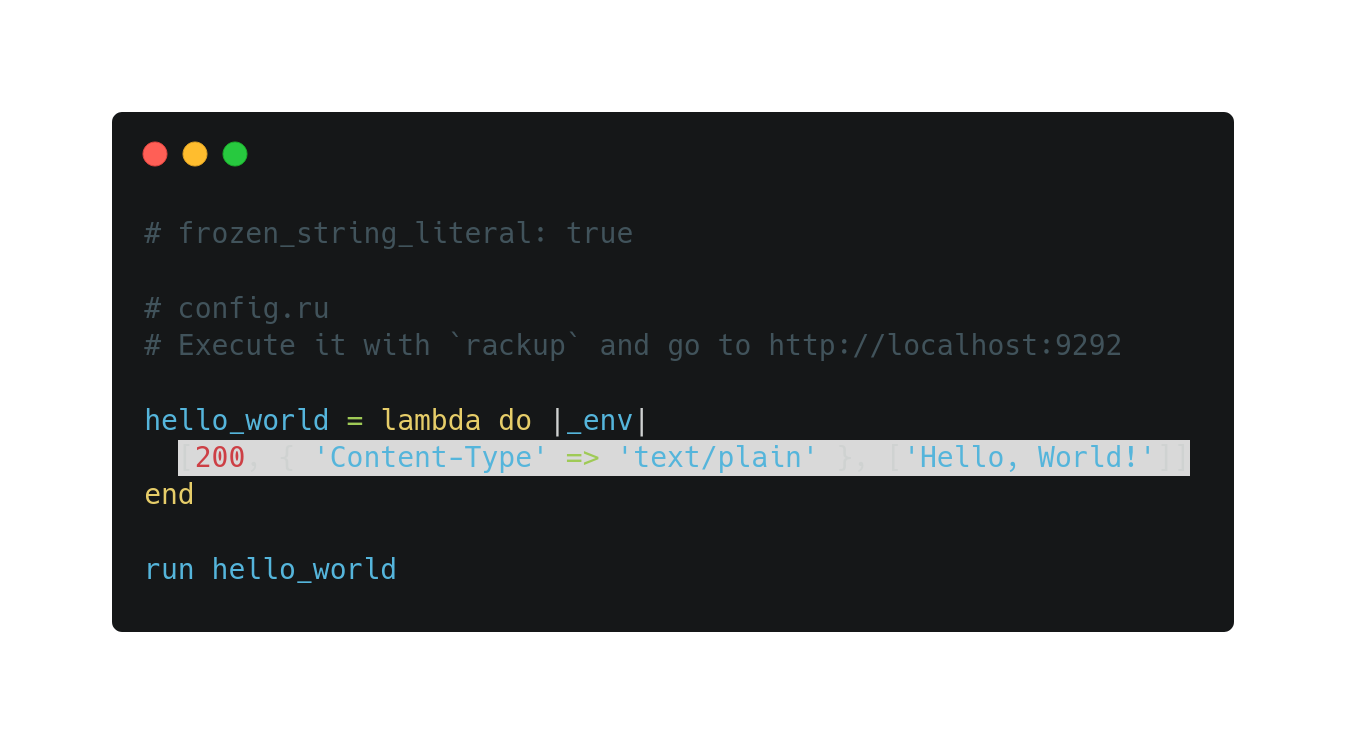 # frozen_string_literal: true
# config.ru
# Execute it with `rackup` and go to http://localhost:9292
hello_world = lambda do |_env|
[200, { 'Content-Type' => 'text/plain' }, ['Hello, World!']]
end
run hello_world